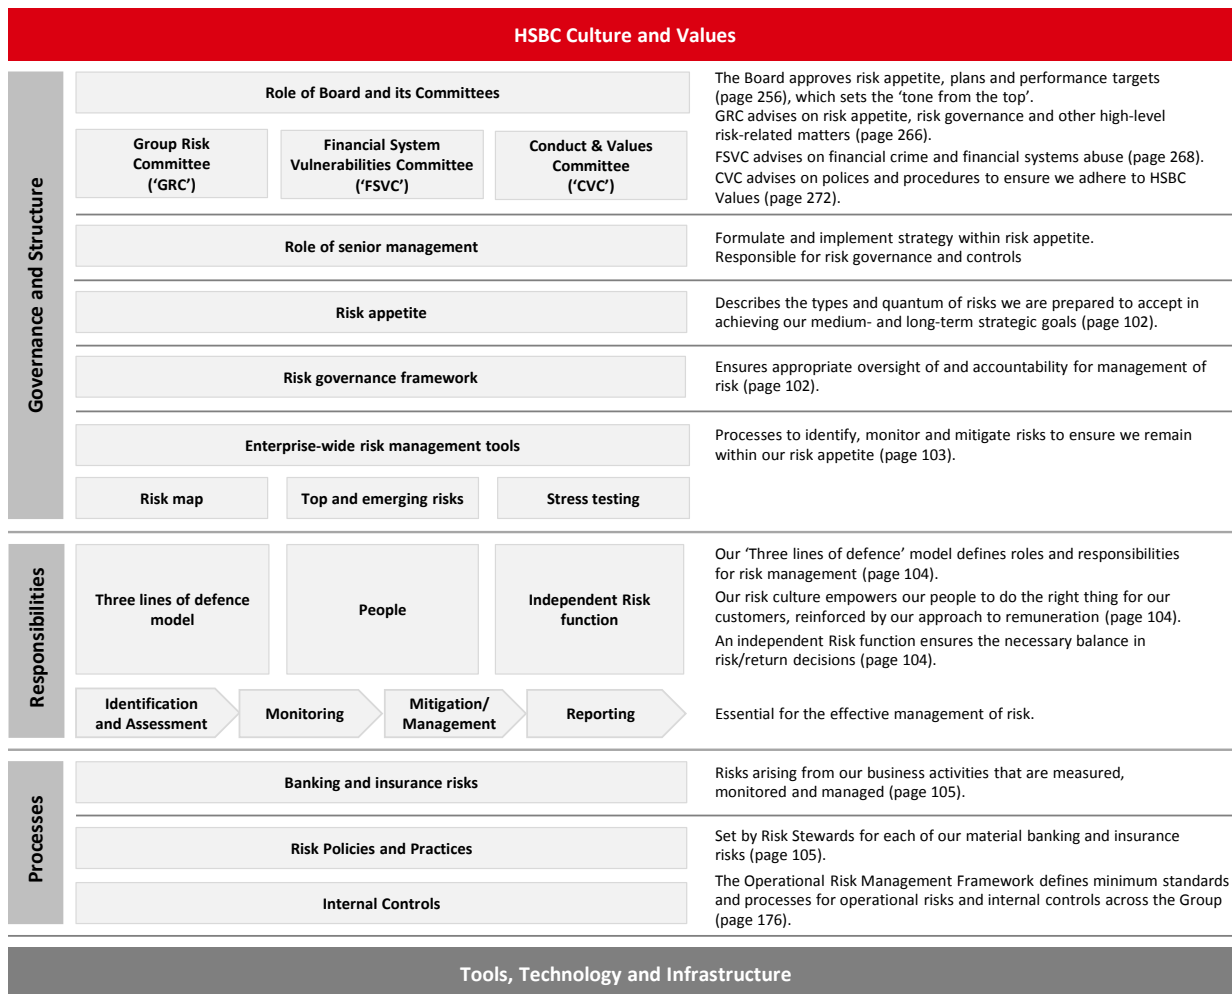 HSBC Culture and Values
Governance and Structure
Role of Board and its Committees
Group Risk
Committee
(‘GRC’)
Financial System
Vulnerabilities Committee
(‘FSVC’)
Conduct & Values
Committee
(‘CVC’)
The Board approves risk appetite, plans and performance targets
(page 256), which sets the ‘tone from the top’.
GRC advises on risk appetite, risk governance and other high-level
risk-related matters (page 266).
FSVC advises on financial crime and financial systems abuse (page 268).
CVC advises on polices and procedures to ensure we adhere to HSBC
Values (page 272).
Role of senior management
Formulate and implement strategy within risk appetite.
Responsible for risk governance and controls
Risk appetite
Describes the types and quantum of risks we are prepared to accept in
achieving our medium- and long-term strategic goals (page 102).
Risk governance framework
Ensures appropriate oversight of and accountability for management of
risk (page 102).
Enterprise-wide risk management tools
Processes to identify, monitor and mitigate risks to ensure we remain
within our risk appetite (page 103).
Risk map
Top and emerging risks
Stress testing
Responsibilities
Three lines of defence
model
People
Independent Risk
function
Our ‘Three lines of defence’ model defines roles and responsibilities
for risk management (page 104).
Our risk culture empowers our people to do the right thing for our
customers, reinforced by our approach to remuneration (page 104).
An independent Risk function ensures the necessary balance in
risk/return decisions (page 104).
Identification
and Assessment
Monitoring
Mitigation/
Management
Reporting
Essential for the effective management of risk.
Processes
Banking and insurance risks
Risks arising from our business activities that are measured,
monitored and managed (page 105).
Risk Policies and Practices
Set by Risk Stewards for each of our material banking and insurance
risks (page 105).
Internal Controls
The Operational Risk Management Framework defines minimum standards
and processes for operational risks and internal controls across the Group
(page 176).
Tools, Technology and Infrastructure